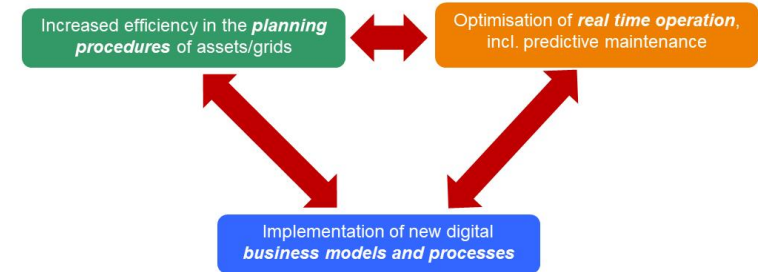 Increased efficiency in the planning
procedures of assets/grids
Optimisation of real time operation,
incl. predictive maintenance
Implementation of new digital
business models and processes